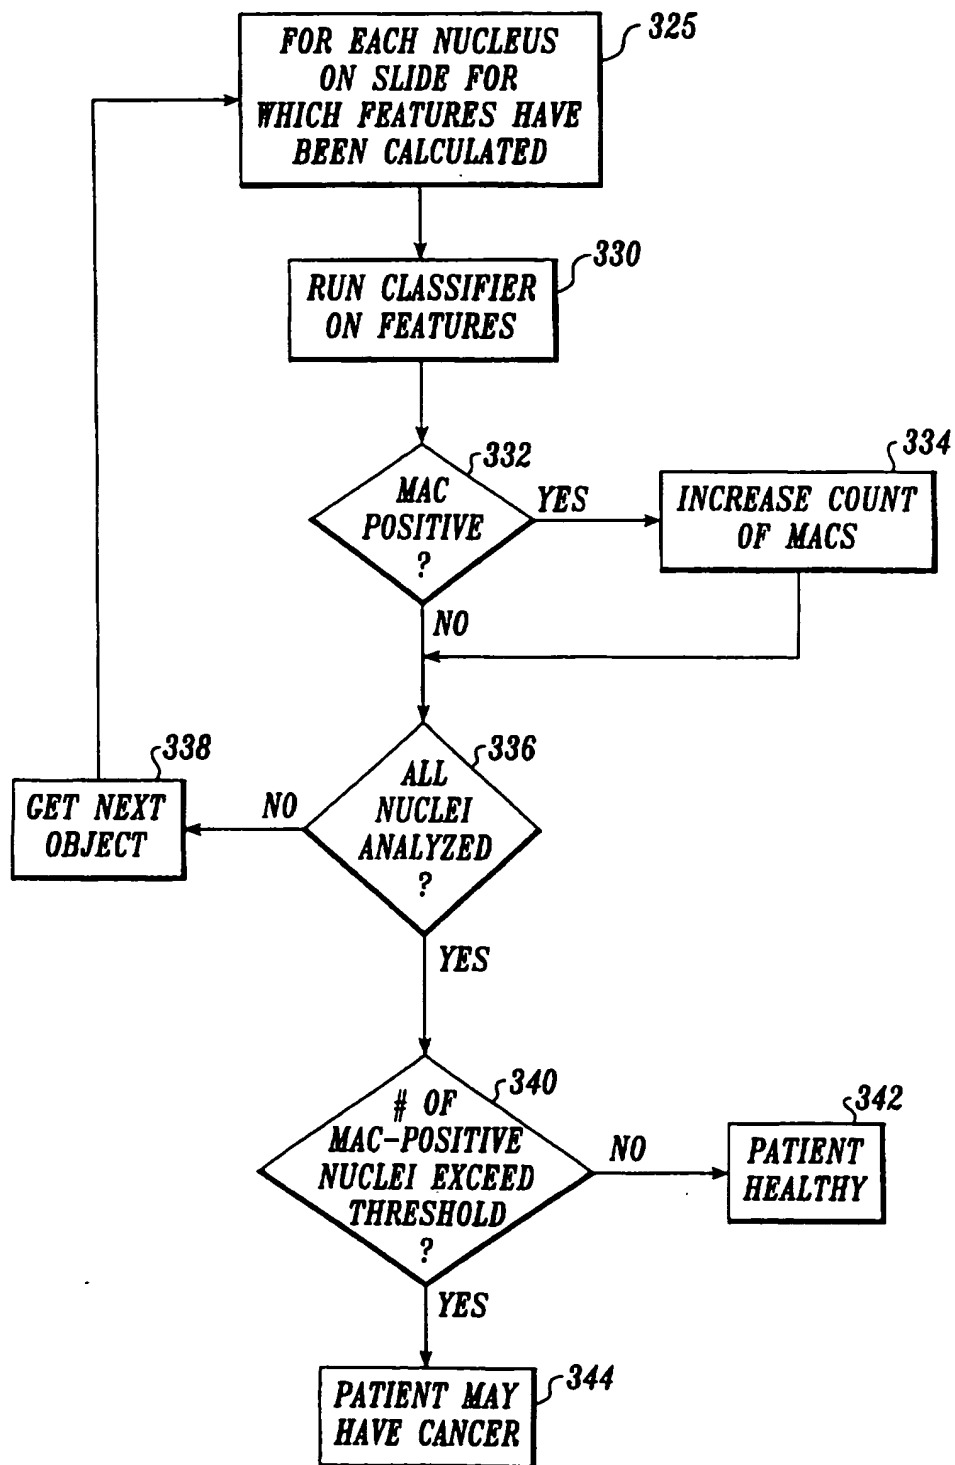 325
FOR EACH NUCLEUS
ON SLIDE FOR
WHICH FEATURES HAVE
BEEN CALCULATED
330
RUN CLASSIFIER
ON FEATURES
332
MAC
POSITIVE
?
YES
334
INCREASE COUNT
OF MACS
NO
336
ALL
NUCLEI
ANALYZED
?
NO
338
GET NEXT
OBJECT
YES
340
# OF
MAC-POSITIVE
NUCLEI EXCEED
THRESHOLD
?
NO
342
PATIENT
HEALTHY
YES
344
PATIENT MAY
HAVE CANCER